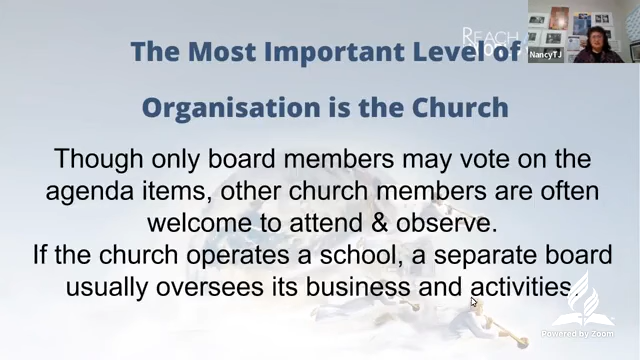 The Most Important Level of
REACH
NancyTJ
Organisation is the Church
Though only board members may vote on the
agenda items, other church members are often
welcome to attend & observe.
If the church operates a school, a separate board
usually oversees its business and activities.
Powered by Zoom